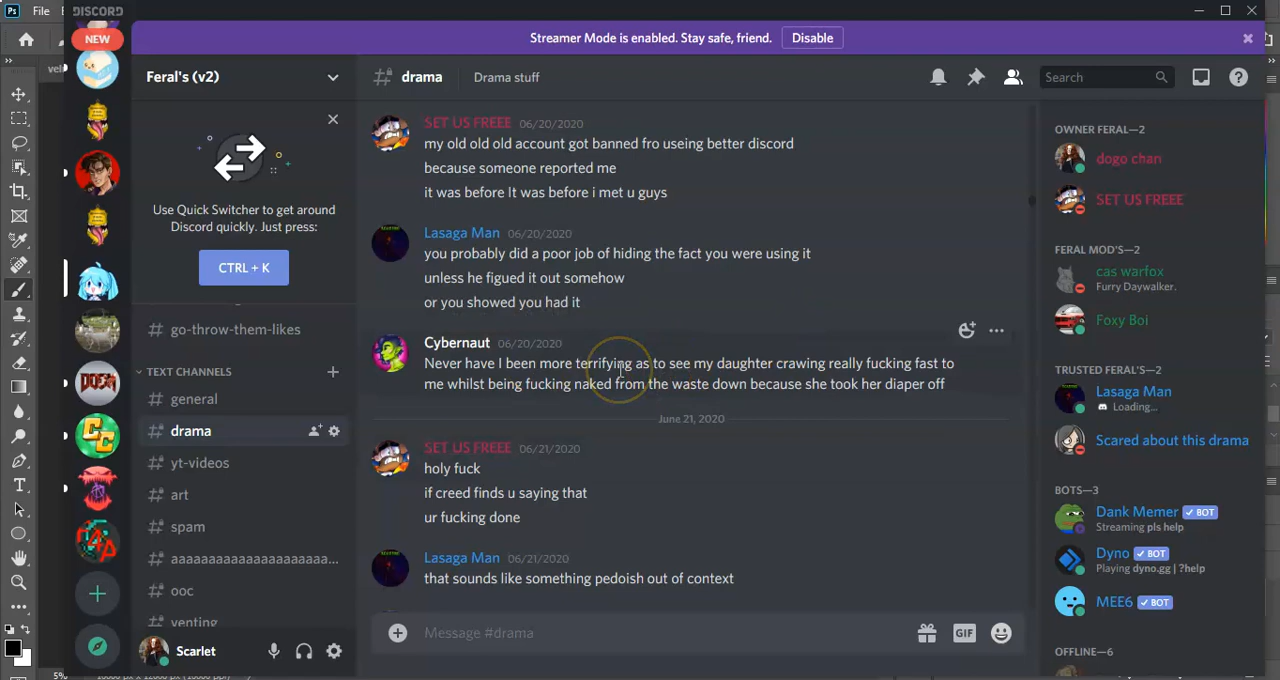 Ps File
DISCORD
NEW
Streamer Mode is enabled. Stay safe, friend. Disable
Feral's (v2)
Use Quick Switcher to get around
Discord quickly. Just press:
CTRL + K
go-throw-them-likes
TEXT CHANNELS
general
drama
yt-videos
art
spam
aaaaaaaaaaaaaaaaaaaaaa...
ooc
venting
Scarlet
drama Drama stuff
Search
SET US FREEE 06/20/2020
my old old old account got banned fro useing better discord
because someone reported me
it was before It was before i met u guys
Lasaga Man 06/20/2020
you probably did a poor job of hiding the fact you were using it
unless he figued it out somehow
or you showed you had it
Cybernaut 06/20/2020
Never have I been more terrifying as to see my daughter crawing really fucking fast to
me whilst being fucking naked from the waste down because she took her diaper off
June 21, 2020
SET US FREEE 06/21/2020
holy fuck
if creed finds u saying that
ur fucking done
Lasaga Man 06/21/2020
that sounds like something pedoish out of context
Message #drama
GIF
OWNER FERAL—2
dogo chan
SET US FREEE
FERAL MOD'S—2
cas warfox
Furry Daywalker.
Foxy Boi
TRUSTED FERAL'S—2
Lasaga Man
Loading...
Scared about this drama
BOTS—3
Dank Memer BOT
Streaming pls help
Dyno BOT
Playing dyno.gg | ?help
MEE6 BOT
OFFLINE—6
5%